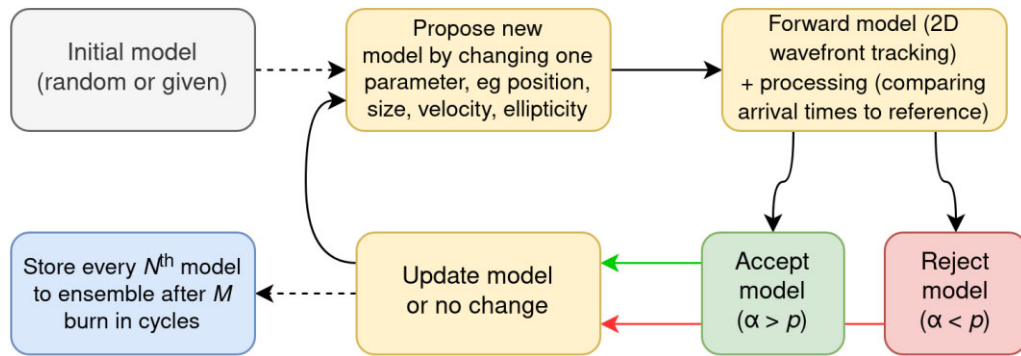 Initial model
(random or given)
Propose new
model by changing one
parameter, eg position,
size, velocity, ellipticity
Forward model (2D
wavefront tracking)
+ processing (comparing
arrival times to reference)
Store every Nth model
to ensemble after M
burn in cycles
Update model
or no change
Accept
model
(α > p)
Reject
model
(α < p)